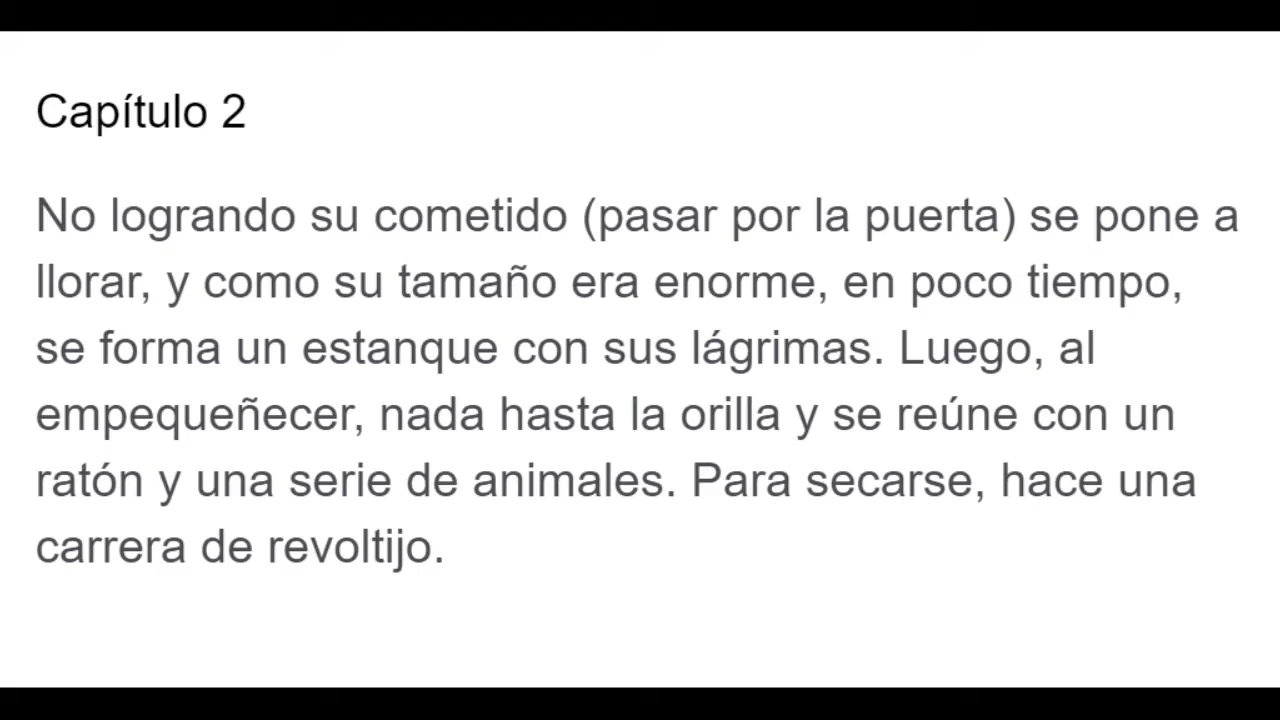 Capítulo 2
No logrando su cometido (pasar por la puerta) se pone a
llorar, y como su tamaño era enorme, en poco tiempo,
se forma un estanque con sus lágrimas. Luego, al
empequeñecer, nada hasta la orilla y se reúne con un
ratón y una serie de animales. Para secarse, hace una
carrera de revoltijo.